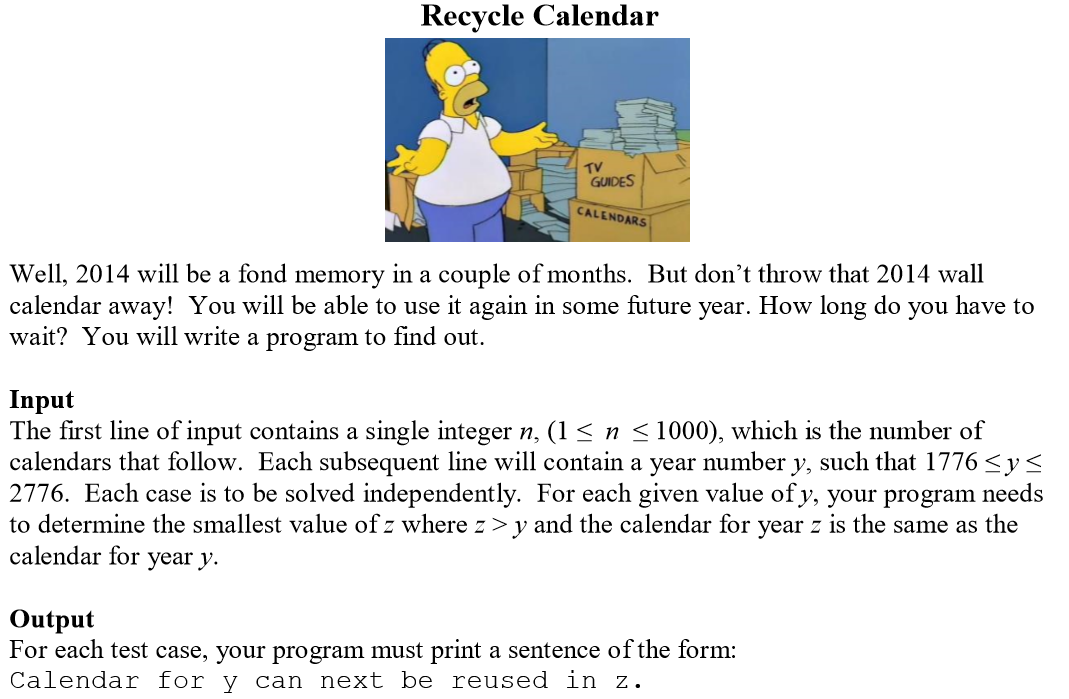 Recycle Calendar
TV
GUIDES
CALENDARS
Well, 2014 will be a fond memory in a couple of months.  But don’t throw that 2014 wall
calendar away!  You will be able to use it again in some future year. How long do you have to
wait?  You will write a program to find out.
Input
The first line of input contains a single integer n, (1 ≤ n ≤ 1000), which is the number of
calendars that follow.  Each subsequent line will contain a year number y, such that 1776 ≤ y ≤
2776.  Each case is to be solved independently.  For each given value of y, your program needs
to determine the smallest value of z where z > y and the calendar for year z is the same as the
calendar for year y.
Output
For each test case, your program must print a sentence of the form:
Calendar for y can next be reused in z.